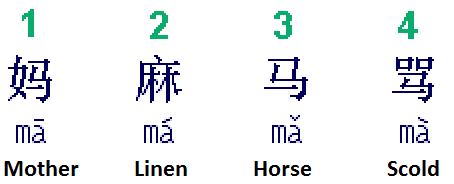 1 2 3 4
妈 麻 马 骂
mā má mǎ mà
Mother Linen Horse Scold